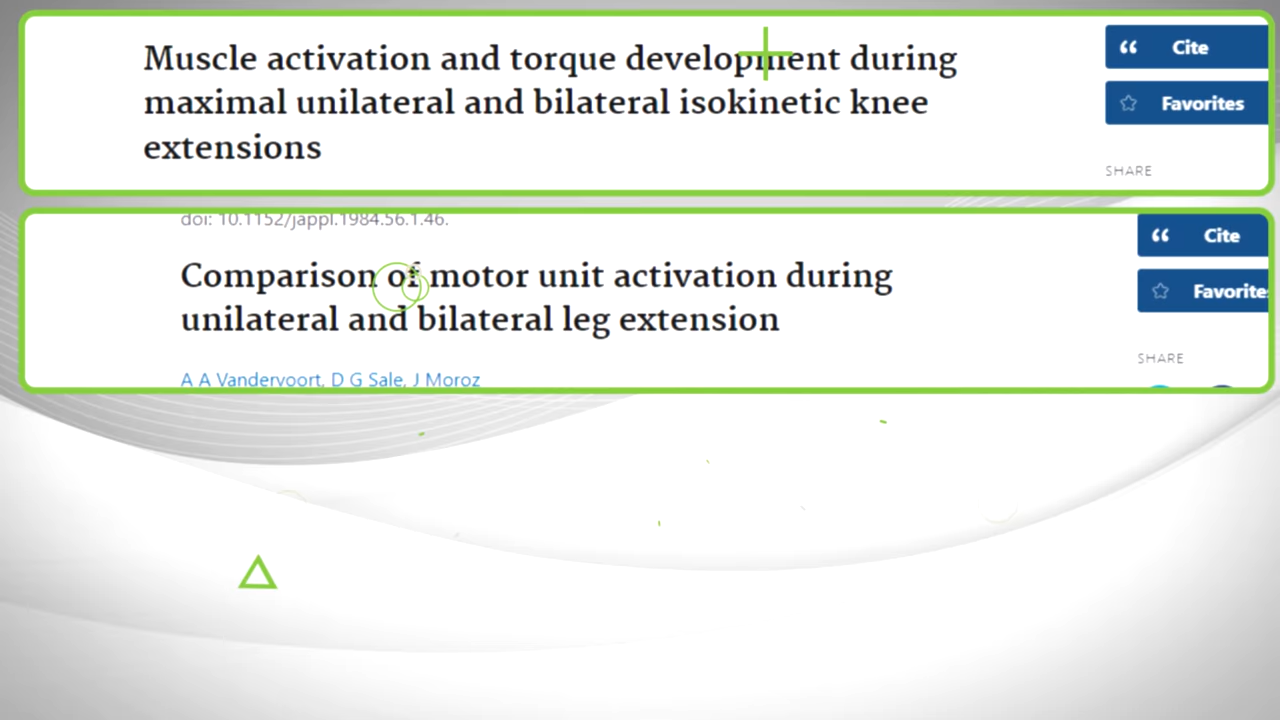 Muscle activation and torque development during
maximal unilateral and bilateral isokinetic knee
extensions
Cite
Favorites
SHARE
doi: 10.1152/jappl.1984.56.1.46.
Comparison of motor unit activation during
unilateral and bilateral leg extension
A A Vandervoort, D G Sale, J Moroz
Cite
Favorites
SHARE